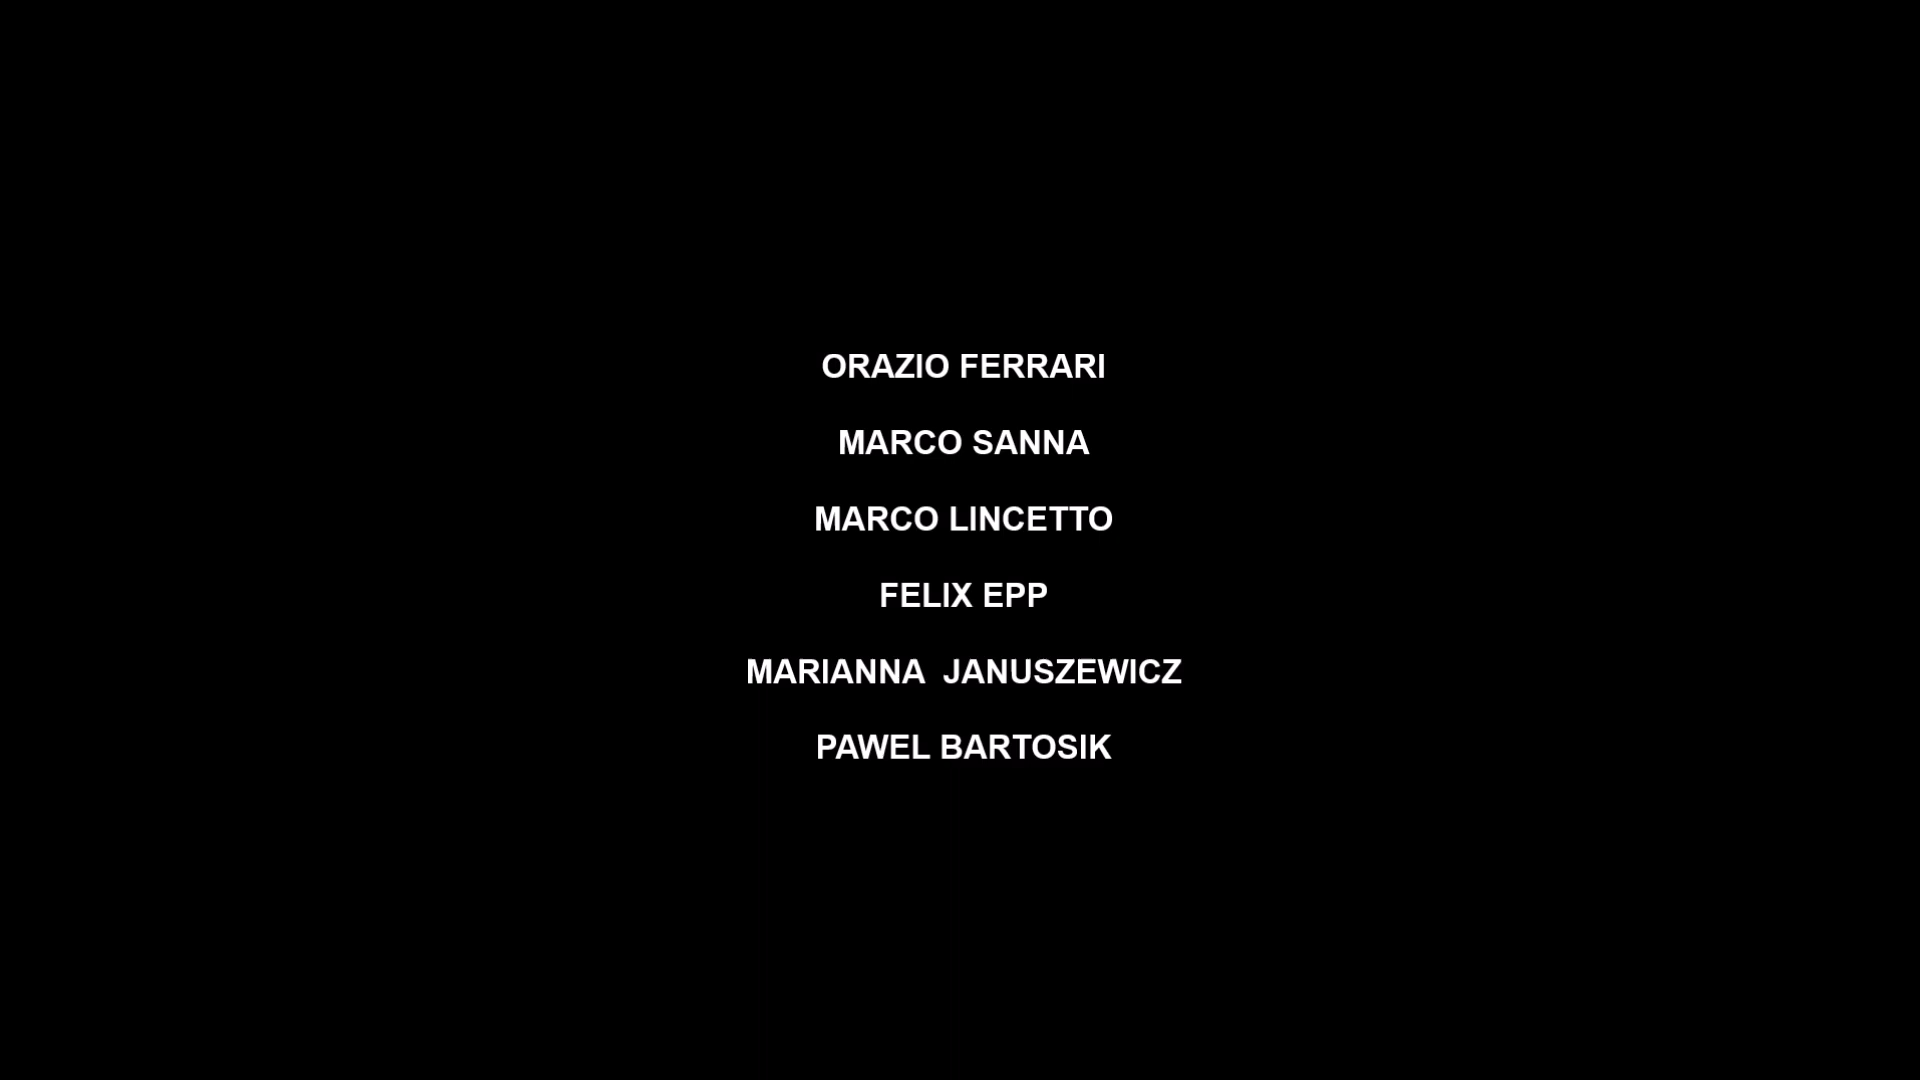 ORAZIO FERRARI
MARCO SANNA
MARCO LINCETTO
FELIX EPP
MARIANNA  JANUSZEWICZ
PAWEL BARTOSIK